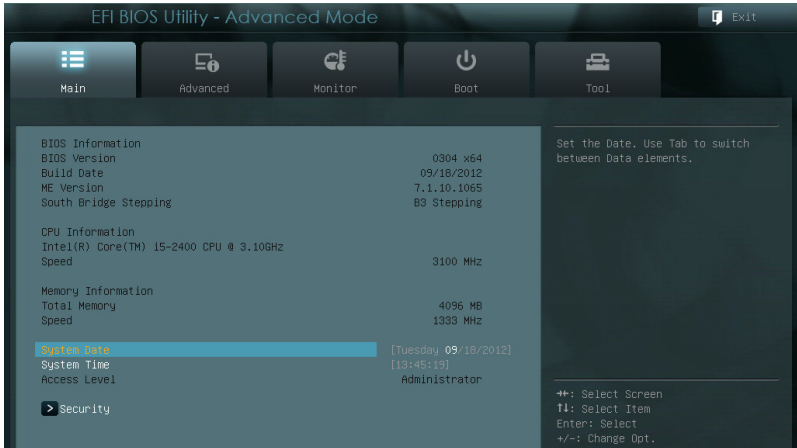 EFI BIOS Utility - Advanced Mode
Exit
Main
Advanced
Monitor
Boot
Tool
BIOS Information
BIOS Version 0304 x64
Build Date 09/18/2012
ME Version 7.1.10.1065
South Bridge Stepping B3 Stepping
CPU Information
Intel(R) Core(TM) i5-2400 CPU @ 3.10GHz
Speed 3100 MHz
Memory Information
Total Memory 4096 MB
Speed 1333 MHz
System Date [Tuesday 09/18/2012]
System Time [13:45:19]
Access Level Administrator
> Security
Set the Date. Use Tab to switch
between Data elements.
→←: Select Screen
↑↓: Select Item
Enter: Select
+/-: Change Opt.